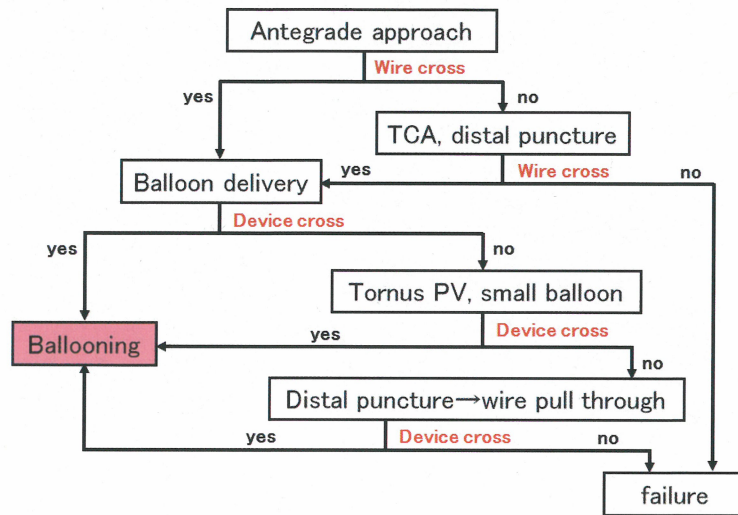 Antegrade approach
Wire cross
yes
no
TCA, distal puncture
yes
Wire cross
no
Balloon delivery
Device cross
yes
no
Tornus PV, small balloon
Device cross
yes
Ballooning
no
Distal puncture→wire pull through
yes
Device cross
no
failure